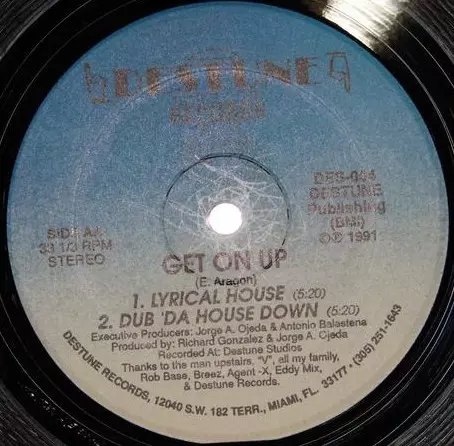 DESTUNE
RECORDS
SIDE AA
33 1/3 RPM
STEREO
DES-004
DESTUNE
Publishing
(BMI)
©℗ 1991
GET ON UP
(E. Aragon)
1. LYRICAL HOUSE (5:20)
2. DUB 'DA HOUSE DOWN (5:20)
Executive Producers: Jorge A. Ojeda & Antonio Balastena
Produced by: Richard Gonzalez & Jorge A. Ojeda
Recorded At: Destune Studios
Thanks to the man upstairs, "V", all my family,
Rob Base, Breez, Agent-X, Eddy Mix,
& Destune Records.
DESTUNE RECORDS, 12040 S.W. 182 TERR., MIAMI, FL. 33177 • (305) 251-1643